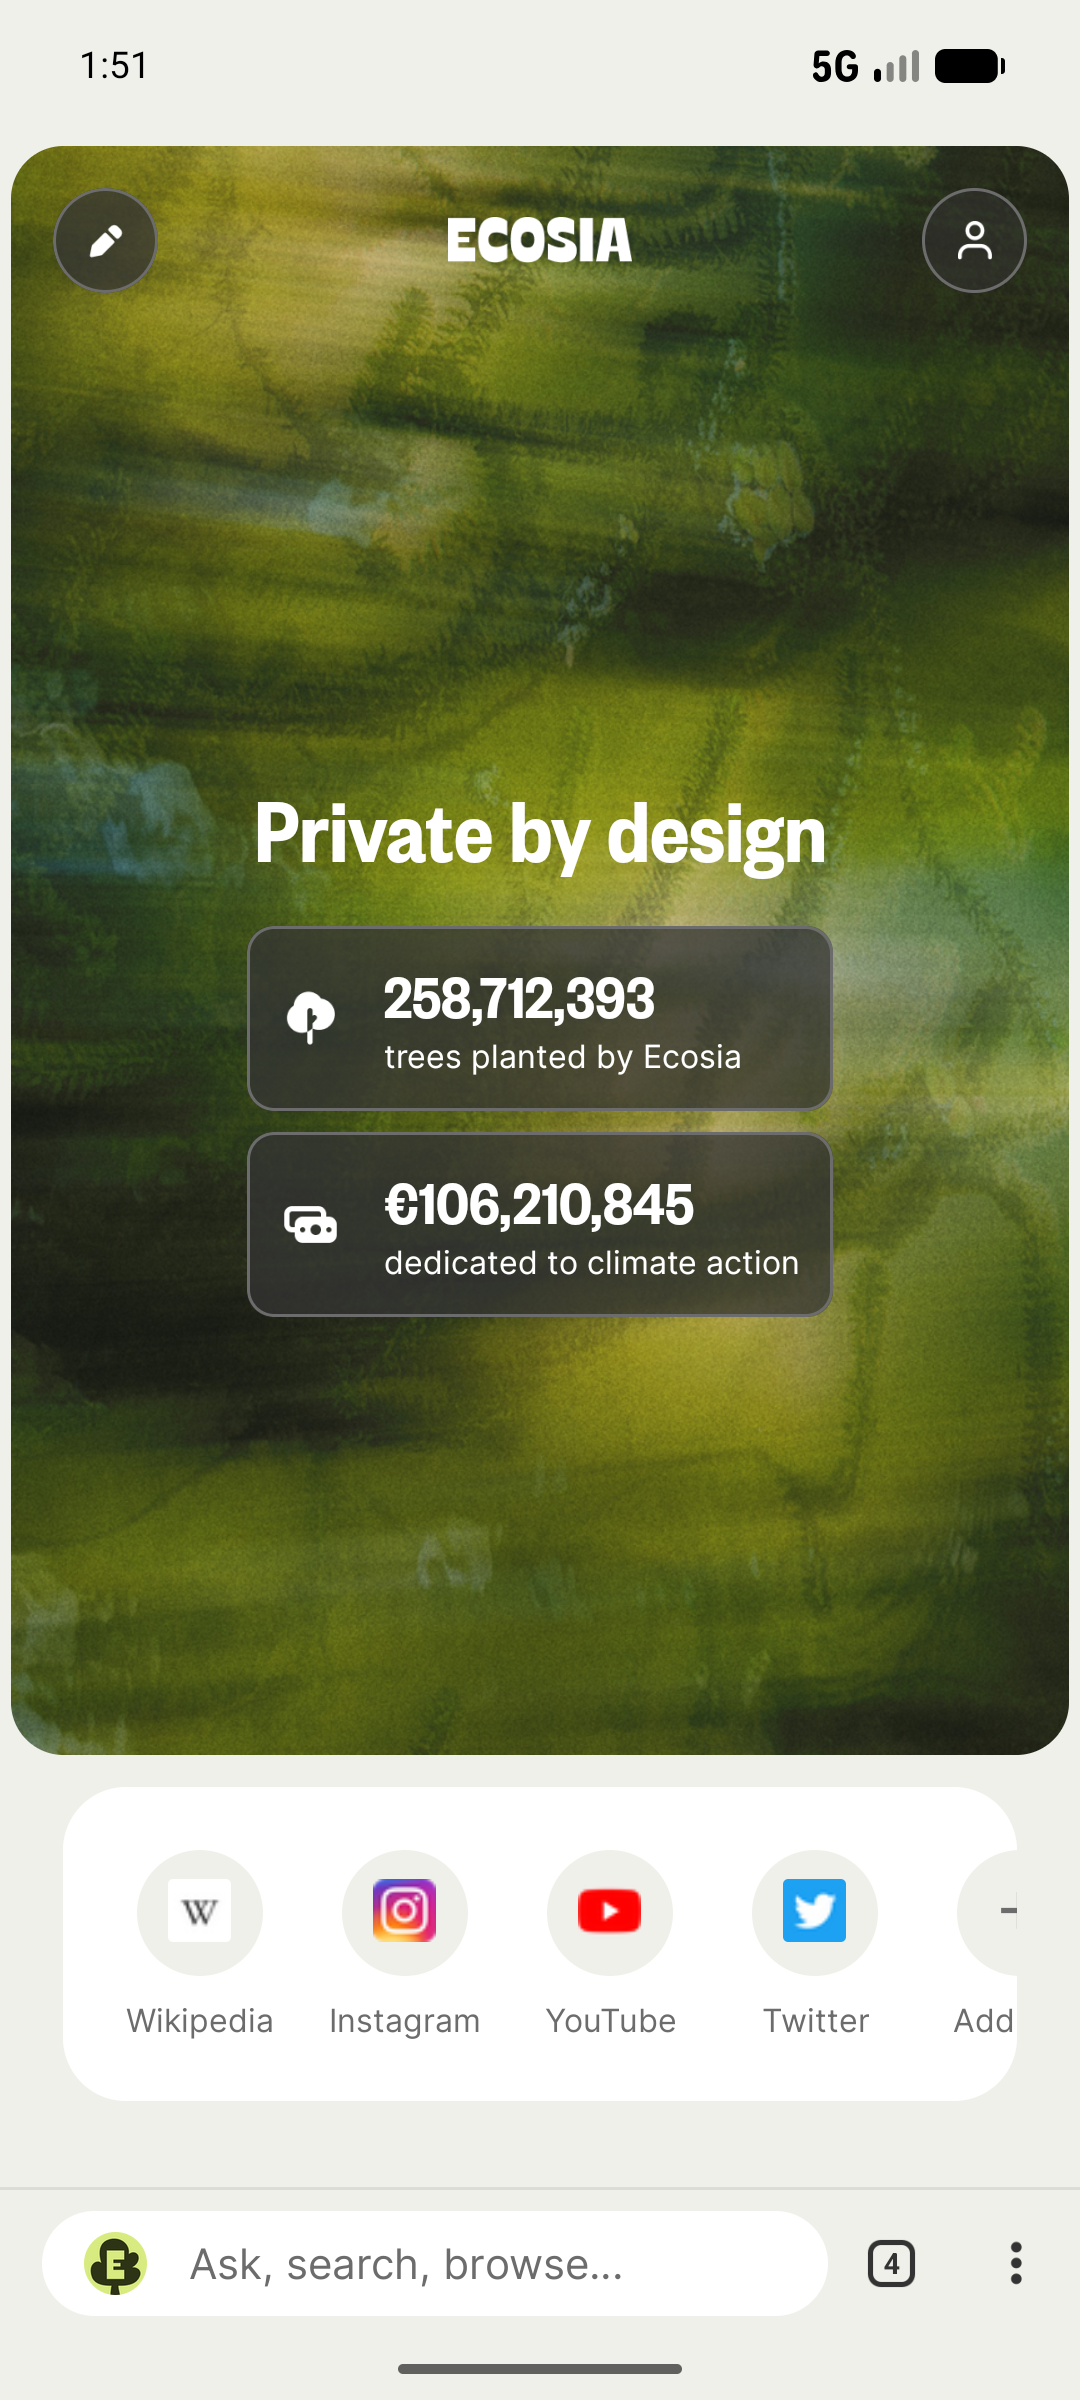 1:51
5G
ECOSIA
Private by design
258,712,393
trees planted by Ecosia
€106,210,845
dedicated to climate action
W
Wikipedia
Instagram
YouTube
Twitter
Add
E
Ask, search, browse...
4